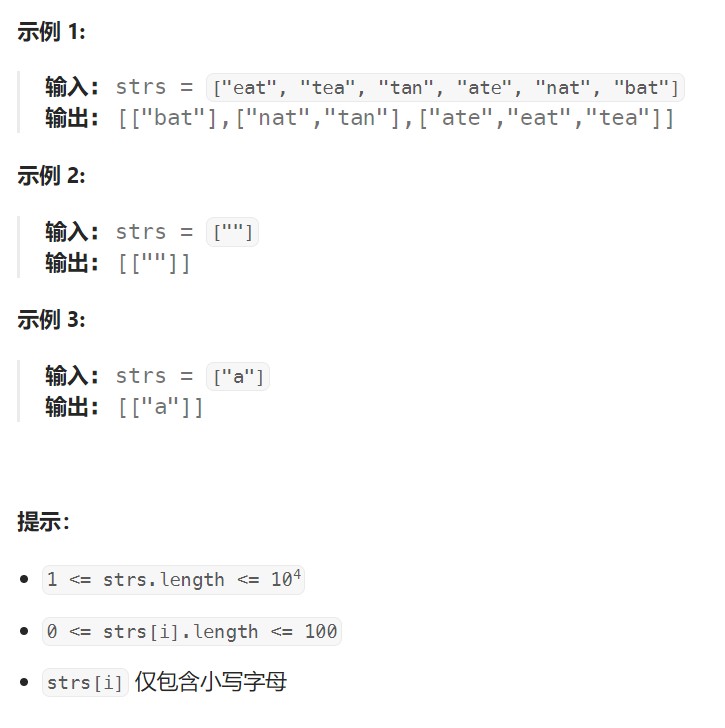 示例 1:
输入: strs = ["eat", "tea", "tan", "ate", "nat", "bat"]
输出: [["bat"],["nat","tan"],["ate","eat","tea"]]
示例 2:
输入: strs = [""]
输出: [[""]]
示例 3:
输入: strs = ["a"]
输出: [["a"]]
提示：
• 1 <= strs.length <= 10⁴
• 0 <= strs[i].length <= 100
• strs[i] 仅包含小写字母